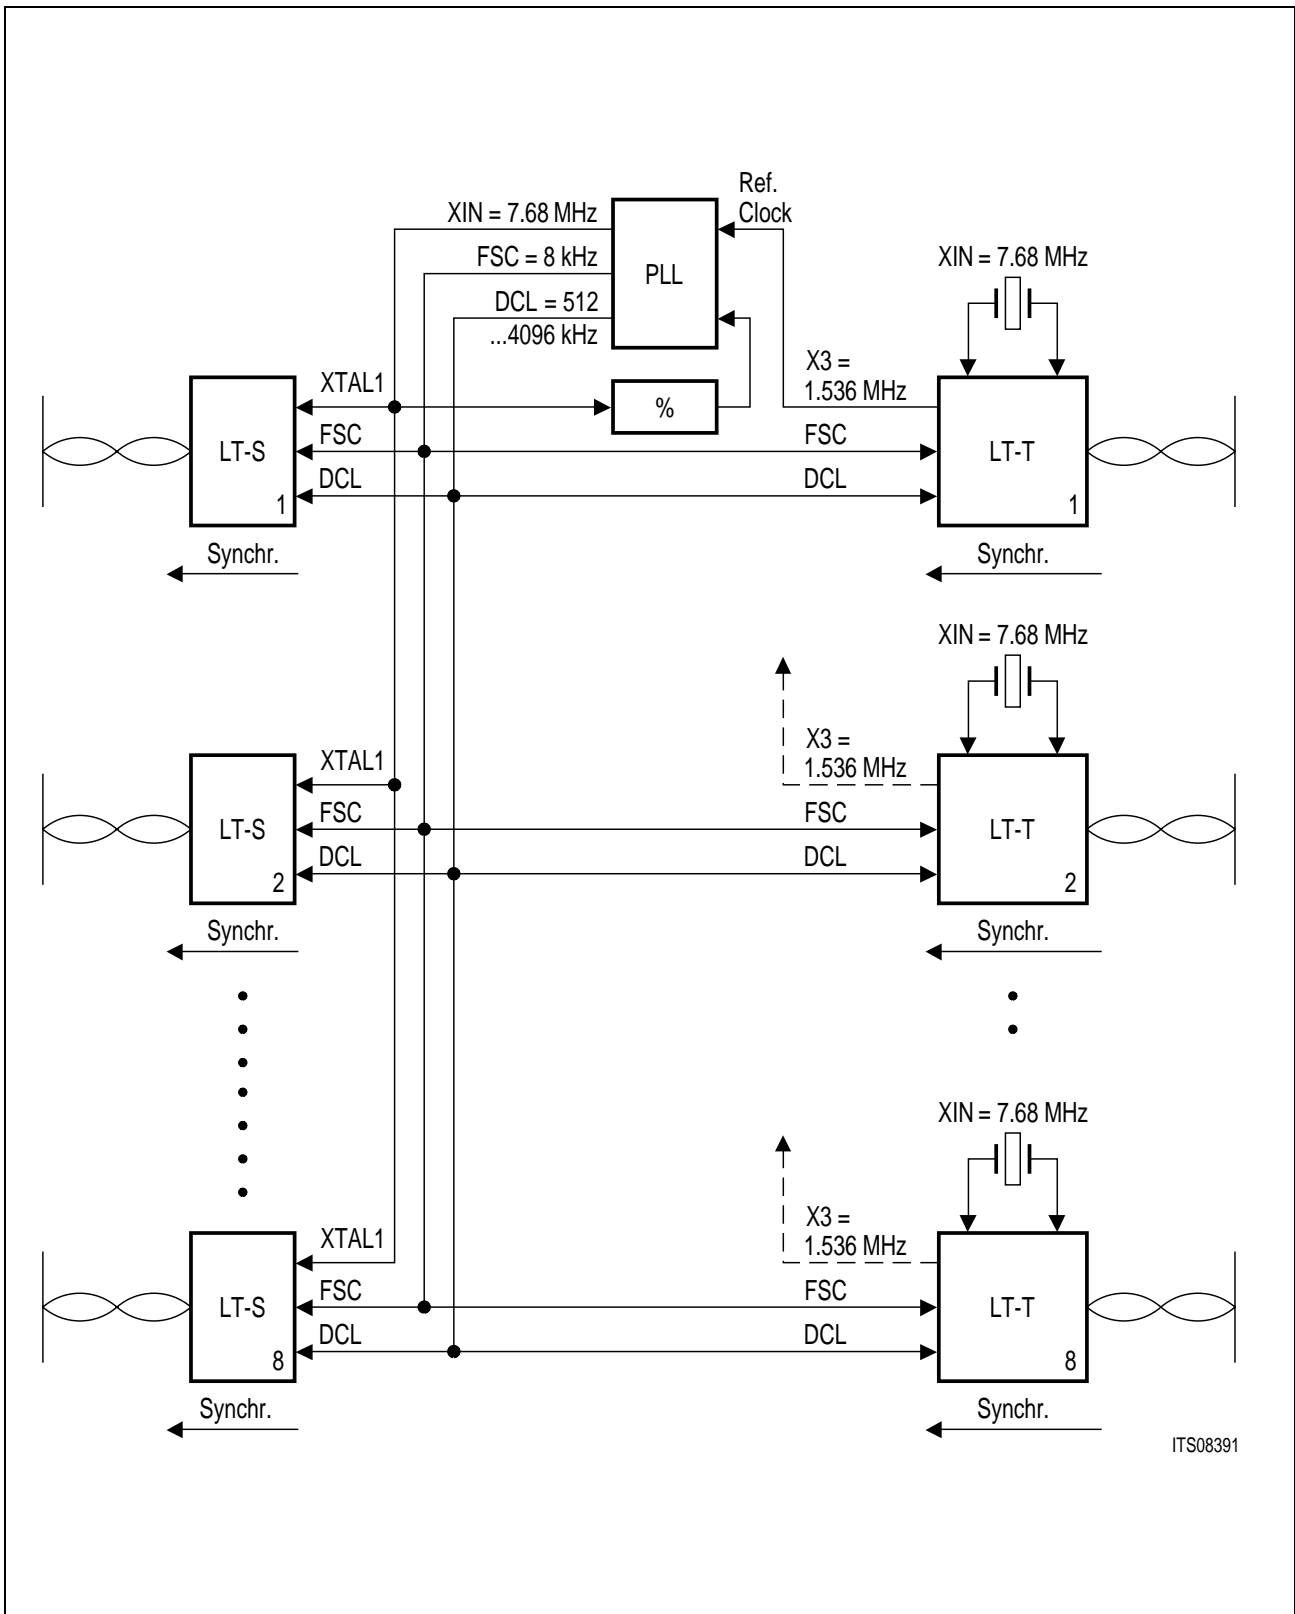 Ref.
Clock
XIN = 7.68 MHz
FSC = 8 kHz
DCL = 512
...4096 kHz
PLL
XIN = 7.68 MHz
X3 =
1.536 MHz
XTAL1
%
FSC
FSC
DCL
DCL
LT-S
1
LT-T
1
Synchr.
Synchr.
XIN = 7.68 MHz
X3 =
1.536 MHz
XTAL1
FSC
FSC
DCL
DCL
LT-S
2
LT-T
2
Synchr.
Synchr.
XIN = 7.68 MHz
X3 =
1.536 MHz
XTAL1
FSC
FSC
DCL
DCL
LT-S
8
LT-T
8
Synchr.
Synchr.
ITS08391